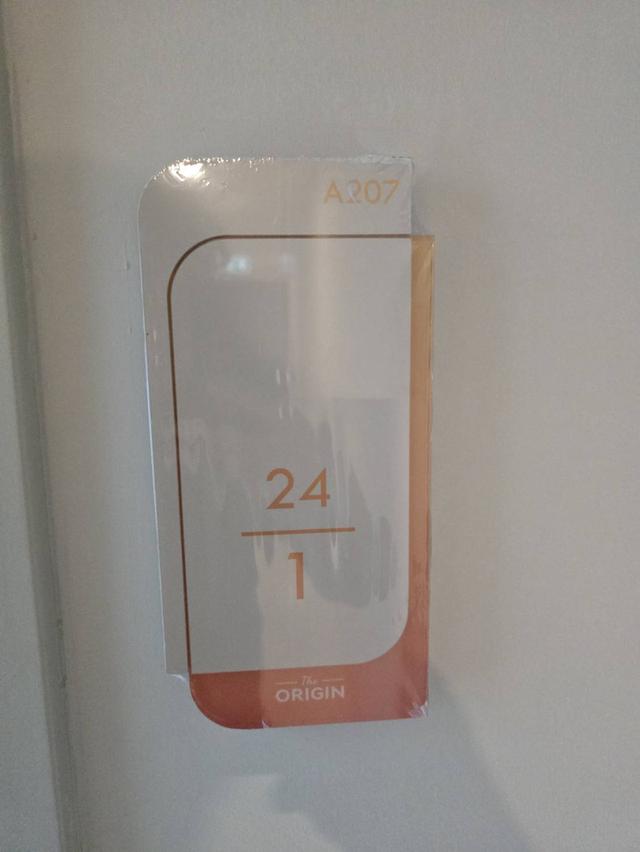 A207
24
1
The
ORIGIN